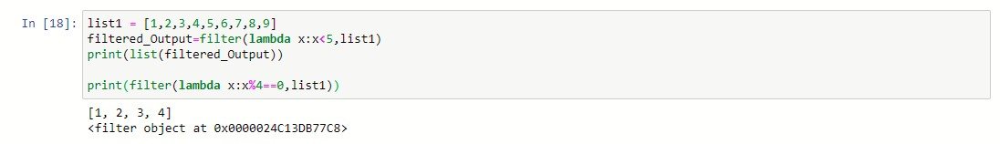 In [18]: list1 = [1,2,3,4,5,6,7,8,9]
filtered_Output=filter(lambda x:x<5,list1)
print(list(filtered_Output))
print(filter(lambda x:x%4==0,list1))
[1, 2, 3, 4]
<filter object at 0x0000024C13DB77C8>